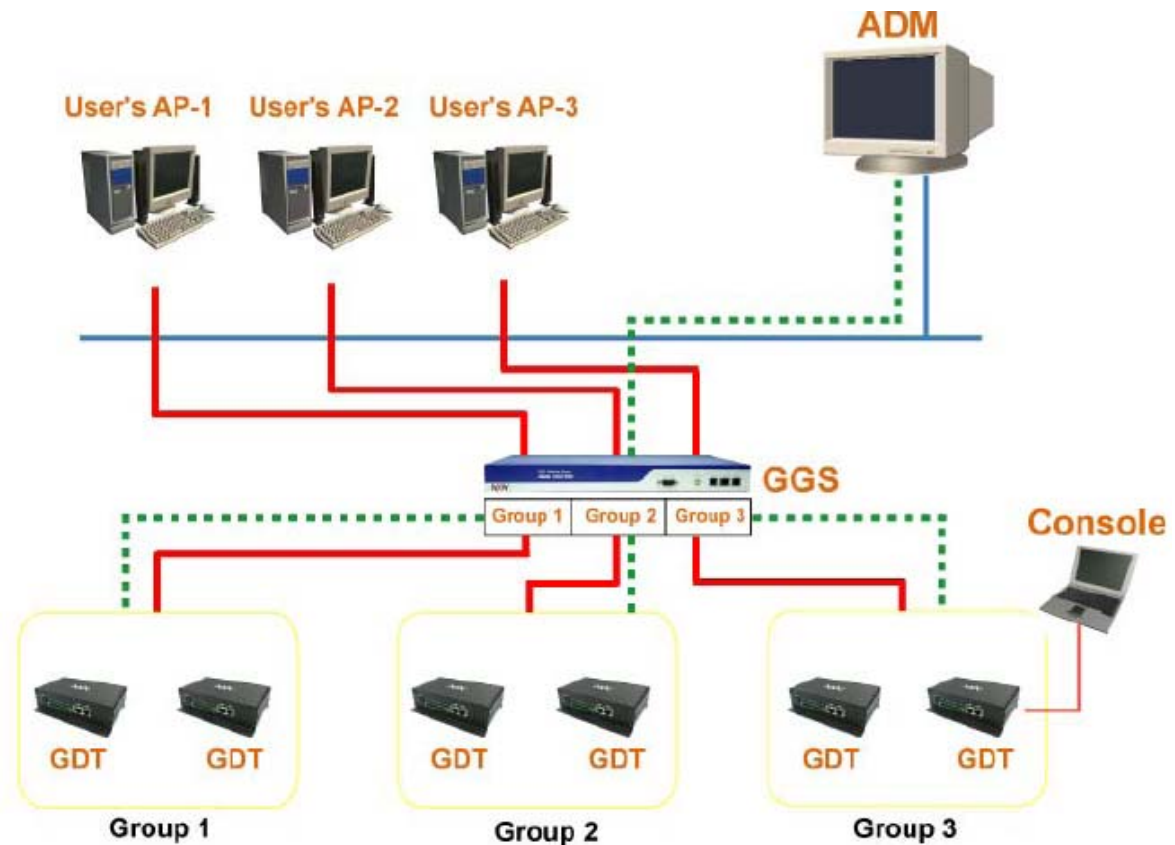 ADM
User's AP-1
User's AP-2
User's AP-3
GGS
Group 1
Group 2
Group 3
Console
GDT
GDT
GDT
GDT
GDT
GDT
Group 1
Group 2
Group 3